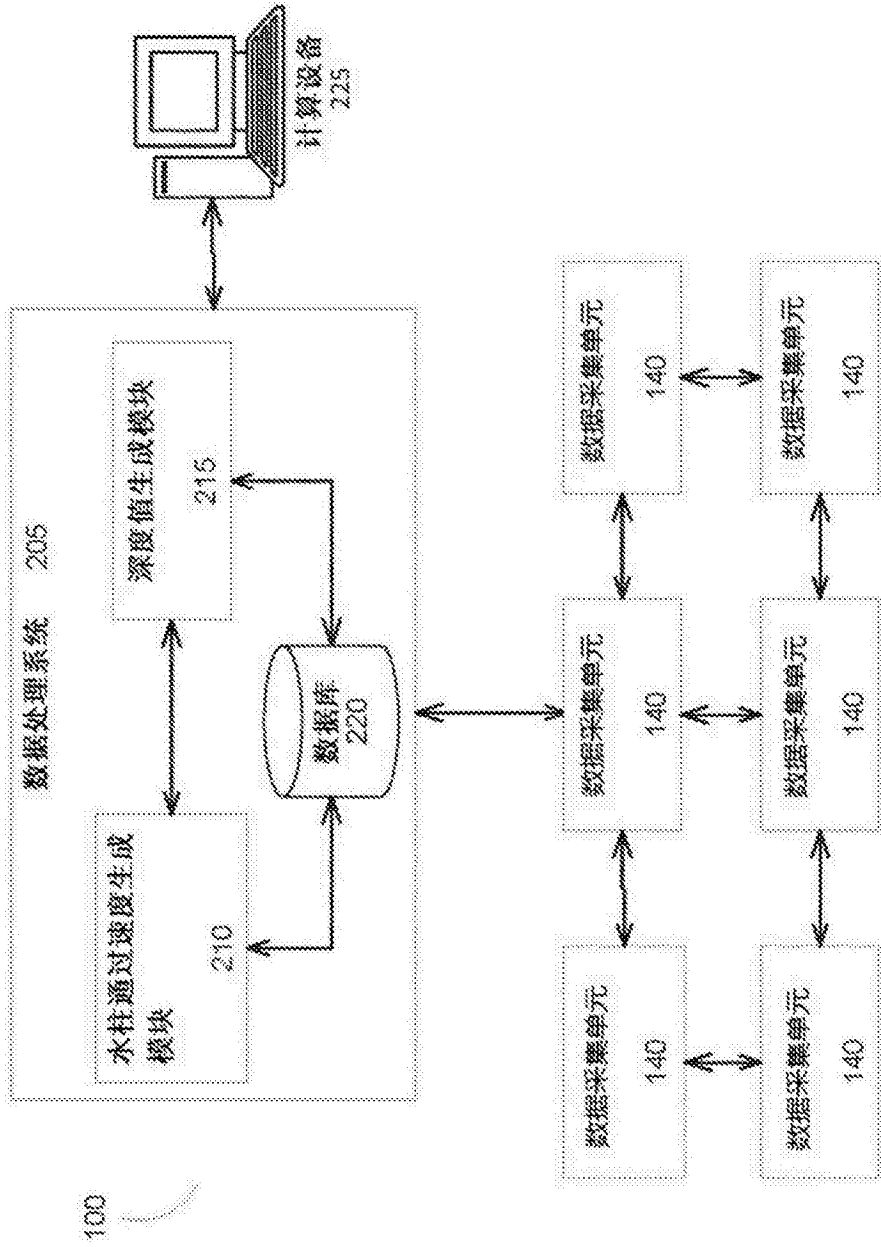 100
数据处理系统 205
水柱通过速度生成
模块
210
深度值生成模块
215
数据库
220
计算设备
225
数据采集单元
140
数据采集单元
140
数据采集单元
140
数据采集单元
140
数据采集单元
140
数据采集单元
140